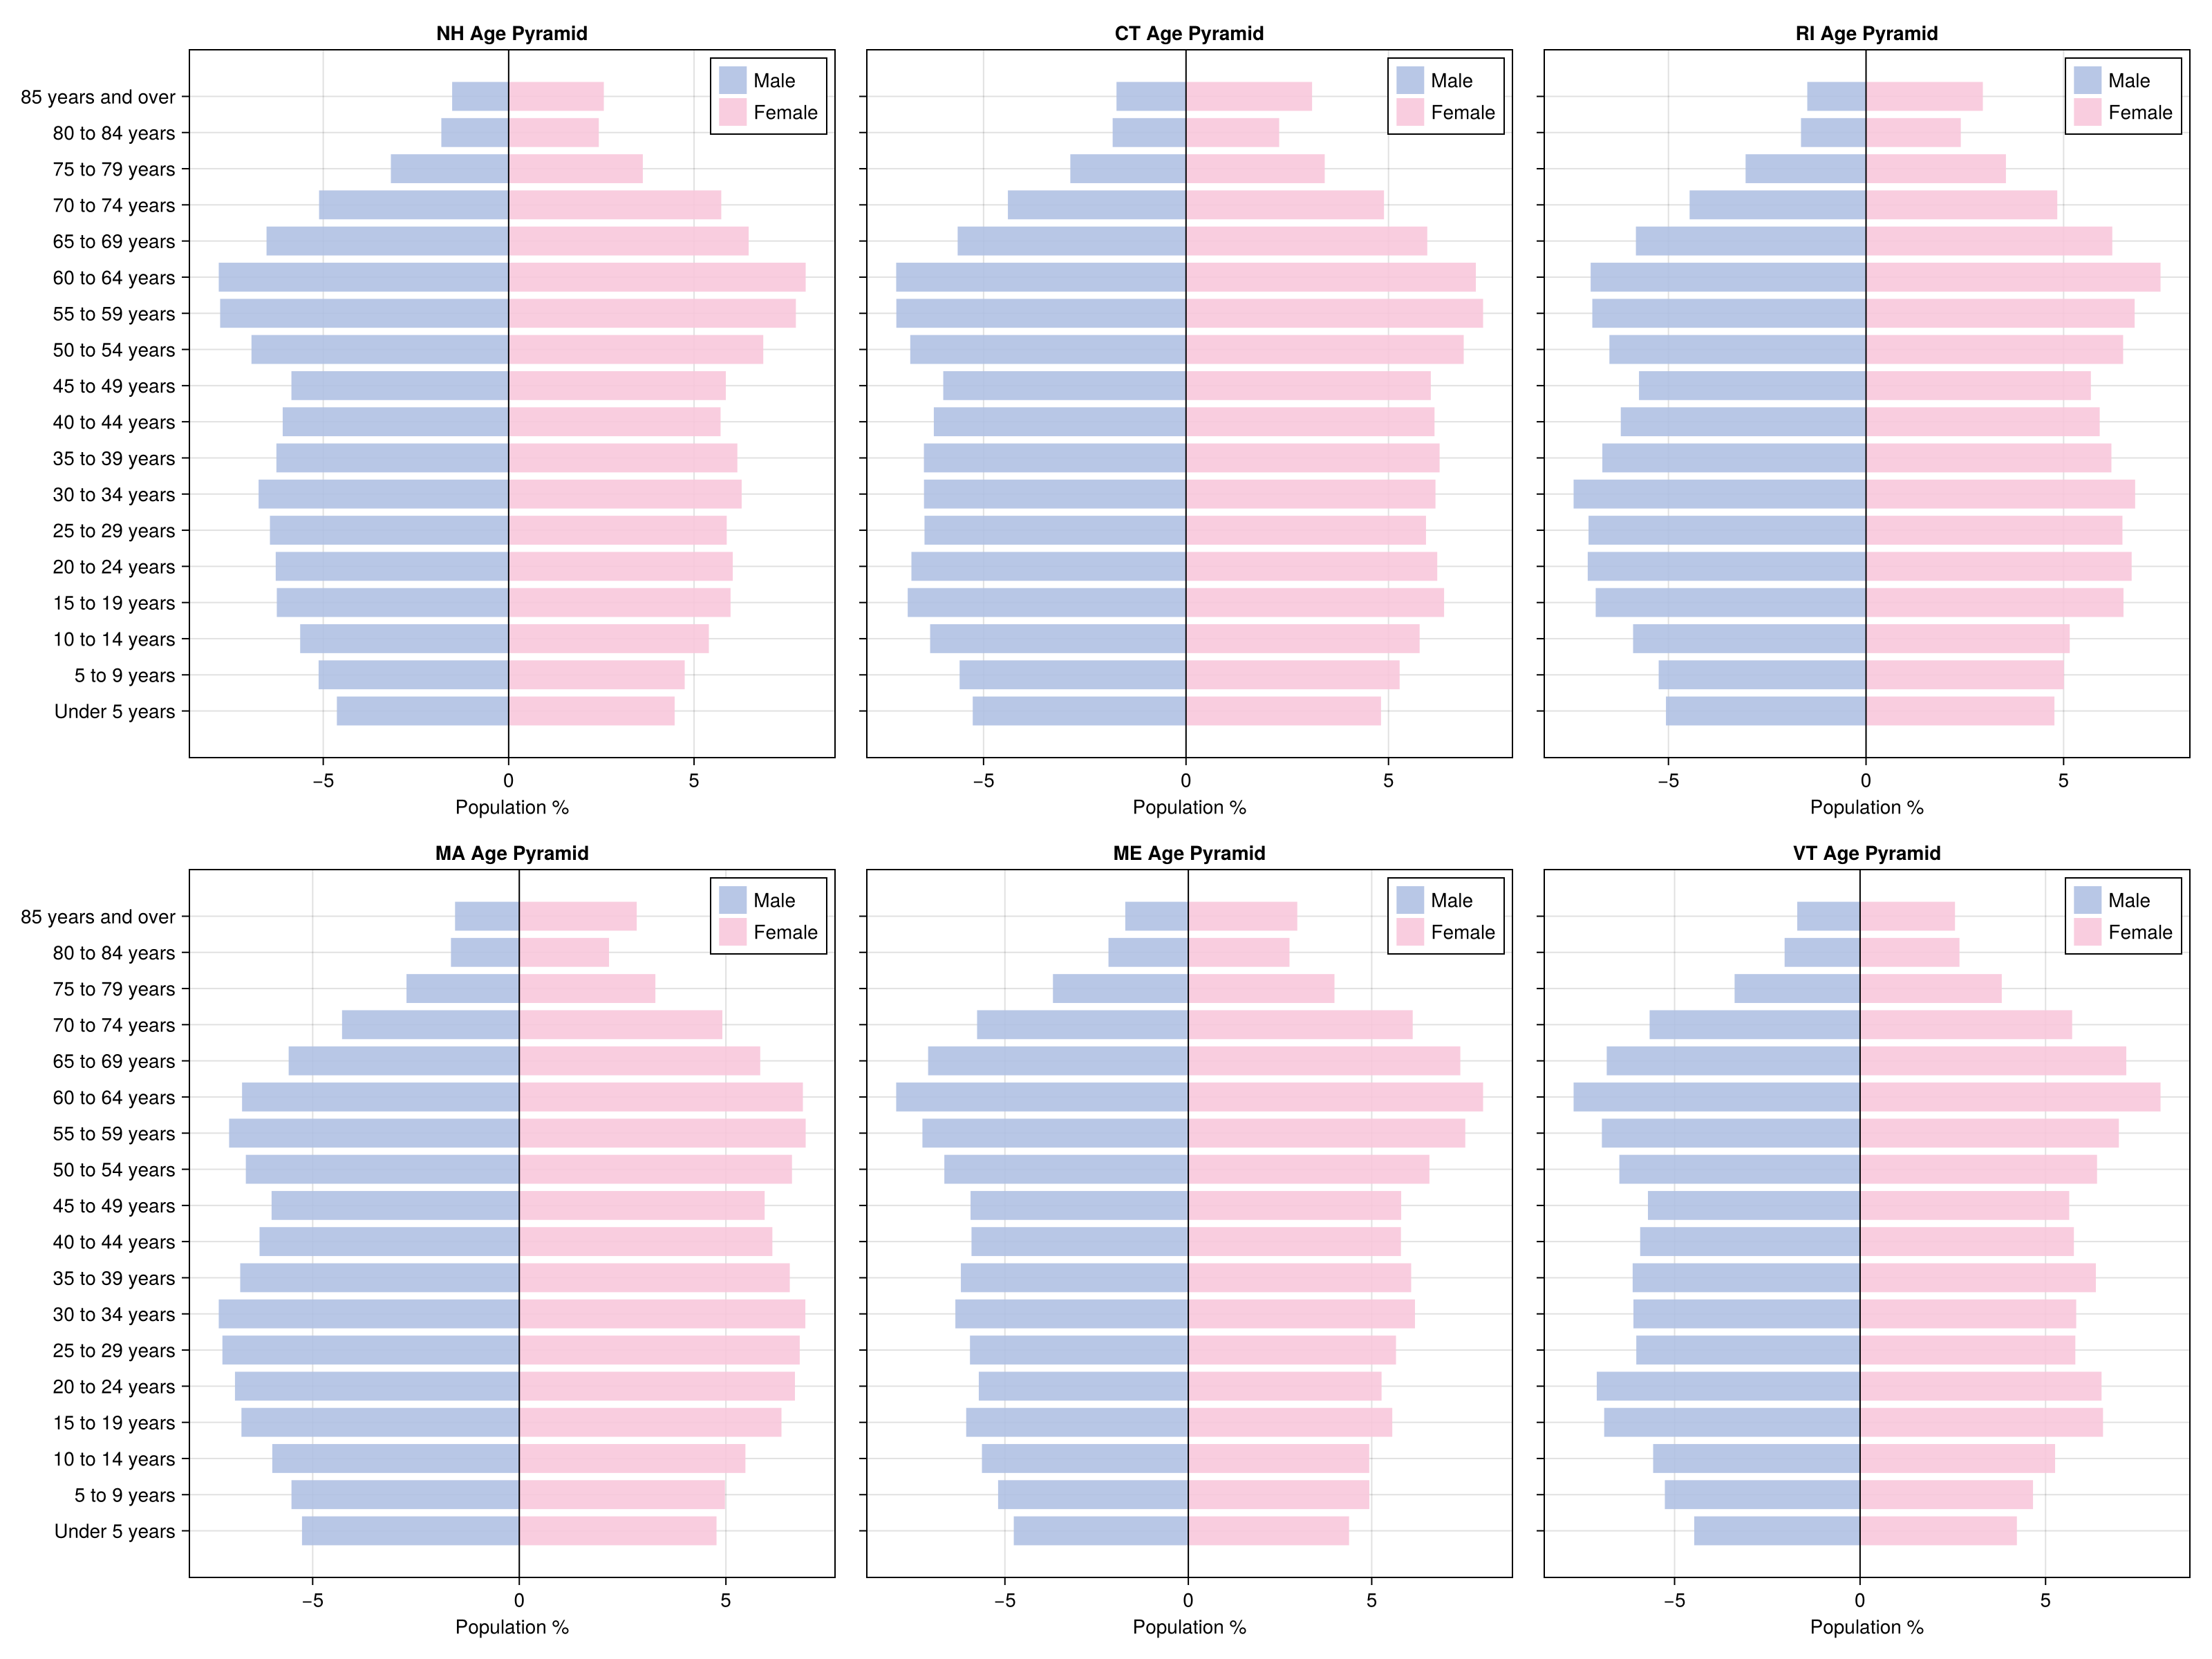 NH Age Pyramid
CT Age Pyramid
RI Age Pyramid
Male
Female
Male
Female
Male
Female
85 years and over
80 to 84 years
75 to 79 years
70 to 74 years
65 to 69 years
60 to 64 years
55 to 59 years
50 to 54 years
45 to 49 years
40 to 44 years
35 to 39 years
30 to 34 years
25 to 29 years
20 to 24 years
15 to 19 years
10 to 14 years
5 to 9 years
Under 5 years
−5 0 5
−5 0 5
−5 0 5
Population %
Population %
Population %
MA Age Pyramid
ME Age Pyramid
VT Age Pyramid
Male
Female
Male
Female
Male
Female
85 years and over
80 to 84 years
75 to 79 years
70 to 74 years
65 to 69 years
60 to 64 years
55 to 59 years
50 to 54 years
45 to 49 years
40 to 44 years
35 to 39 years
30 to 34 years
25 to 29 years
20 to 24 years
15 to 19 years
10 to 14 years
5 to 9 years
Under 5 years
−5 0 5
−5 0 5
−5 0 5
Population %
Population %
Population %